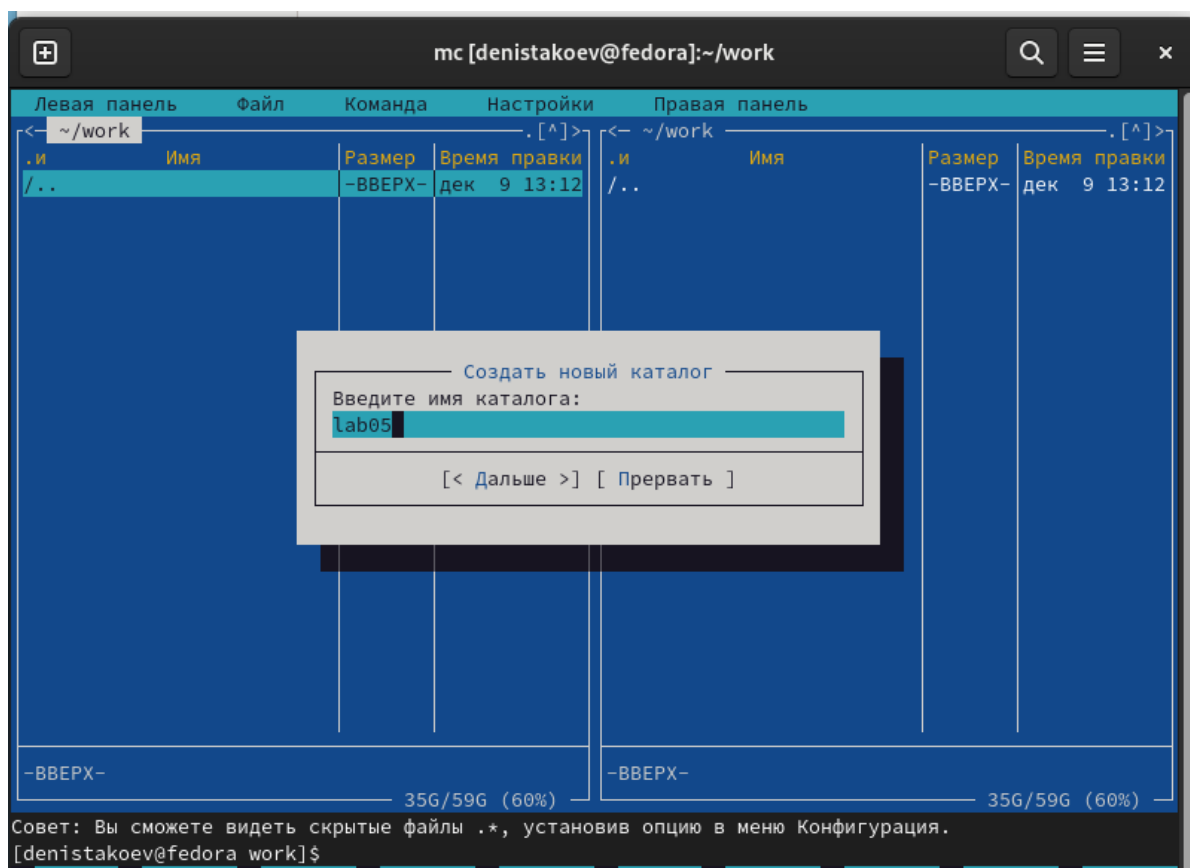 mc [denistakoev@fedora]:~/work
Левая панель Файл Команда Настройки Правая панель
<— ~/work .[^]> <— ~/work .[^]>
.и Имя Размер Время правки .и Имя Размер Время правки
/.. -ВВЕРХ- дек 9 13:12 /.. -ВВЕРХ- дек 9 13:12
Создать новый каталог
Введите имя каталога:
lab05
[< Дальше >] [ Прервать ]
-ВВЕРХ- -ВВЕРХ-
35G/59G (60%) 35G/59G (60%)
Совет: Вы сможете видеть скрытые файлы .*, установив опцию в меню Конфигурация.
[denistakoev@fedora work]$